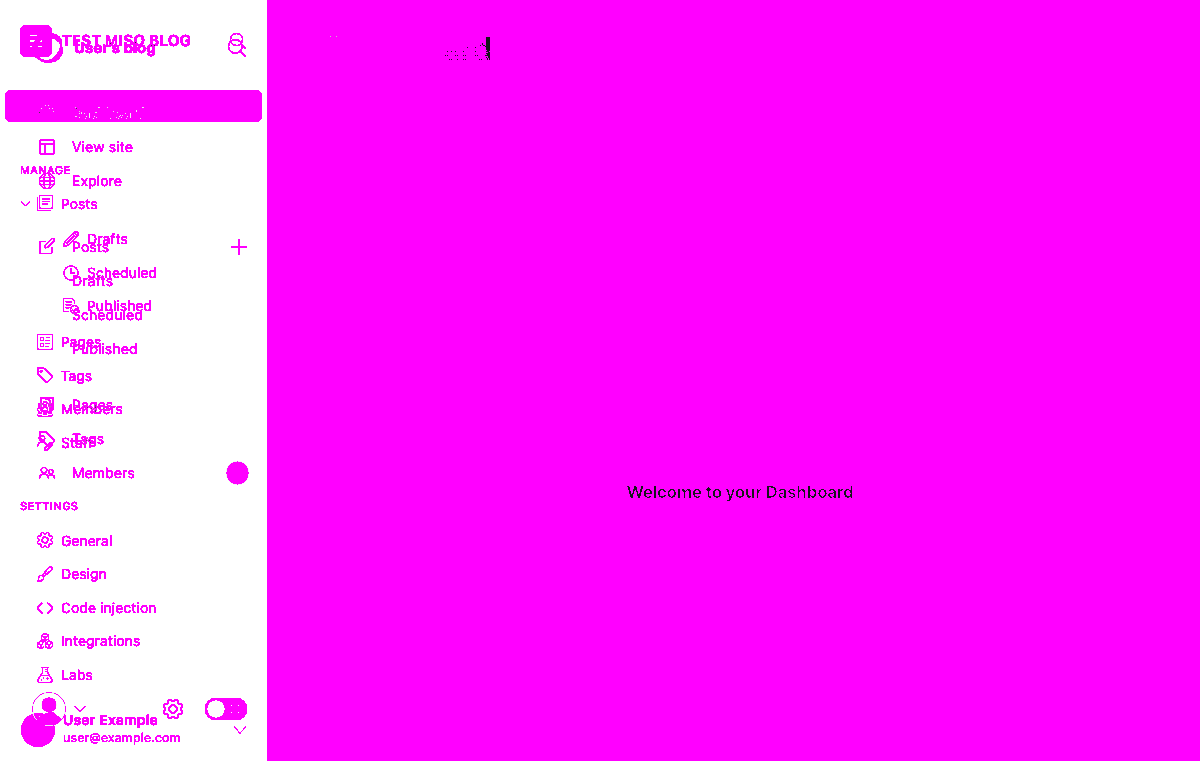 TEST MISO BLOG
user's blog
View site
MANAGE
Explore
Posts
Drafts
Posts
Scheduled
Drafts
Published
Scheduled
Pages
Published
Tags
Pages
Members
Tags
Staff
Members
SETTINGS
General
Design
Code injection
Integrations
Labs
User Example
user@example.com
Welcome to your Dashboard